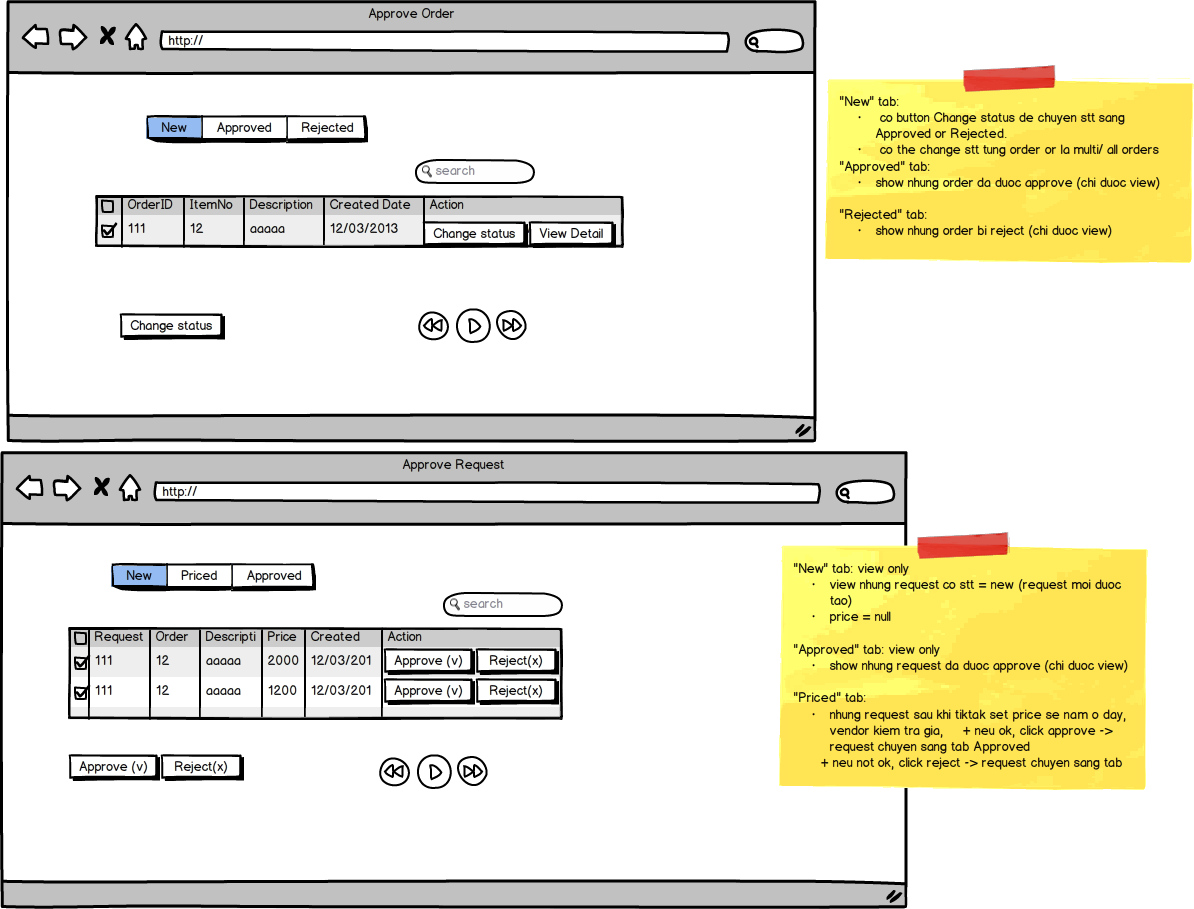 Approve Order
http://
New Approved Rejected
search
OrderID ItemNo Description Created Date Action
111 12 aaaaa 12/03/2013 Change status View Detail
Change status
"New" tab:
· co button Change status de chuyen stt sang
Approved or Rejected.
· co the change stt tung order or la multi/ all orders
"Approved" tab:
· show nhung order da duoc approve (chi duoc view)
"Rejected" tab:
· show nhung order bi reject (chi duoc view)
Approve Request
http://
New Priced Approved
search
Request Order Descripti Price Created Action
111 12 aaaaa 2000 12/03/201 Approve (v) Reject(x)
111 12 aaaaa 1200 12/03/201 Approve (v) Reject(x)
Approve (v) Reject(x)
"New" tab: view only
· view nhung request co stt = new (request moi duoc
tao)
· price = null
"Approved" tab: view only
· show nhung request da duoc approve (chi duoc view)
"Priced" tab:
· nhung request sau khi tiktak set price se nam o day,
vendor kiem tra gia, + neu ok, click approve ->
request chuyen sang tab Approved
+ neu not ok, click reject -> request chuyen sang tab